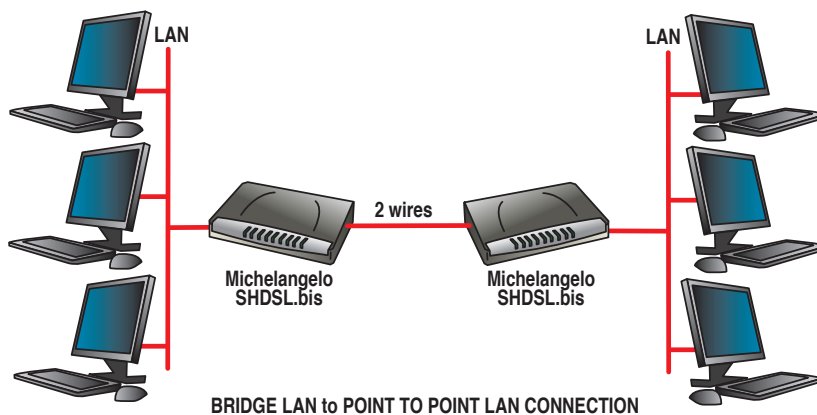 LAN
LAN
2 wires
Michelangelo
SHDSL.bis
Michelangelo
SHDSL.bis
BRIDGE LAN to POINT TO POINT LAN CONNECTION